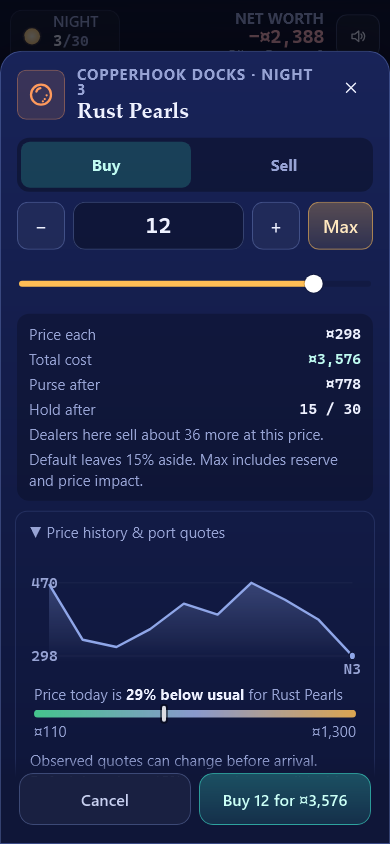 NIGHT
3/30
NET WORTH
−¤2,388
COPPERHOOK DOCKS · NIGHT
3
Rust Pearls
×
Buy
Sell
−
12
+
Max
Price each ¤298
Total cost ¤3,576
Purse after ¤778
Hold after 15 / 30
Dealers here sell about 36 more at this price.
Default leaves 15% aside. Max includes reserve
and price impact.
▼ Price history & port quotes
470
298
N3
Price today is 29% below usual for Rust Pearls
¤110
¤1,300
Observed quotes can change before arrival.
Cancel
Buy 12 for ¤3,576